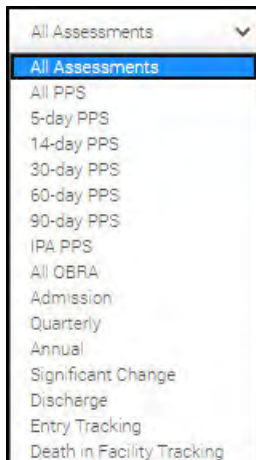 All Assessments
All Assessments
All PPS
5-day PPS
14-day PPS
30-day PPS
60-day PPS
90-day PPS
IPA PPS
All OBRA
Admission
Quarterly
Annual
Significant Change
Discharge
Entry Tracking
Death in Facility Tracking